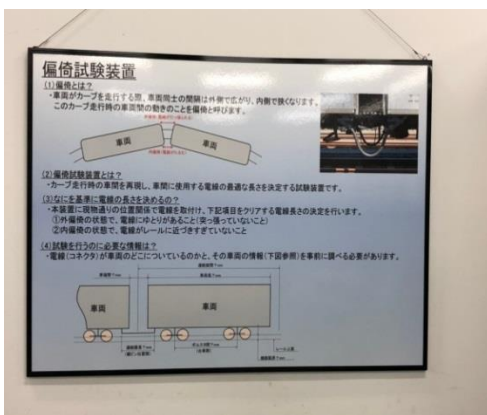 偏倚試験装置
(1)偏倚とは?
・車両がカーブを走行する際、車両同士の間隔は外側で広がり、内側で狭くなります。
このカーブ走行時の車両間の動きのことを偏倚と呼びます。
車両
車両
(2)偏倚試験装置とは?
・カーブ走行時の車間を再現し、車間に使用する電線の最適な長さを決定する試験装置です。
(3)なにを基準に電線の長さを決めるの?
・本装置に現物通りの位置関係で電線を取付け、下記項目をクリアする電線長さの決定を行います。
①外偏倚の状態で、電線にゆとりがあること(突っ張っていないこと)
②内偏倚の状態で、電線がレールに近づきすぎていないこと
(4)試験を行うのに必要な情報は?
・電線(コネクタ)が車両のどこについているのかと、その車両の情報(下図参照)を事前に調べる必要があります。
車両
車両